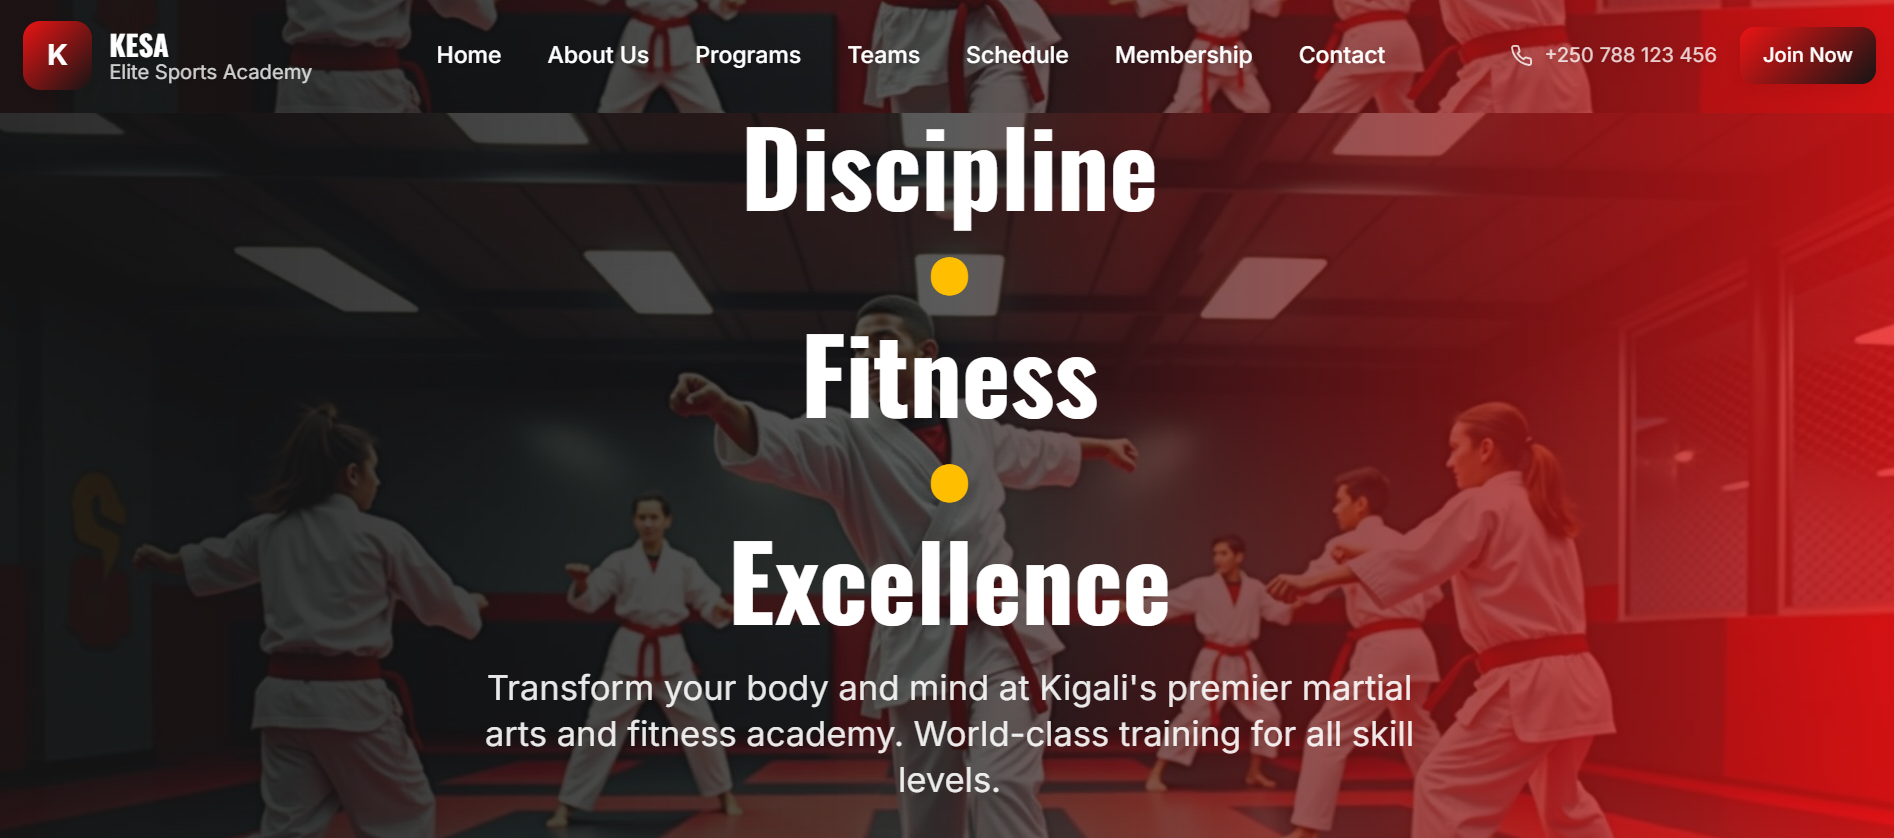 K
KESA
Elite Sports Academy
Home
About Us
Programs
Teams
Schedule
Membership
Contact
+250 788 123 456
Join Now
Discipline
Fitness
Excellence
Transform your body and mind at Kigali's premier martial
arts and fitness academy. World-class training for all skill
levels.